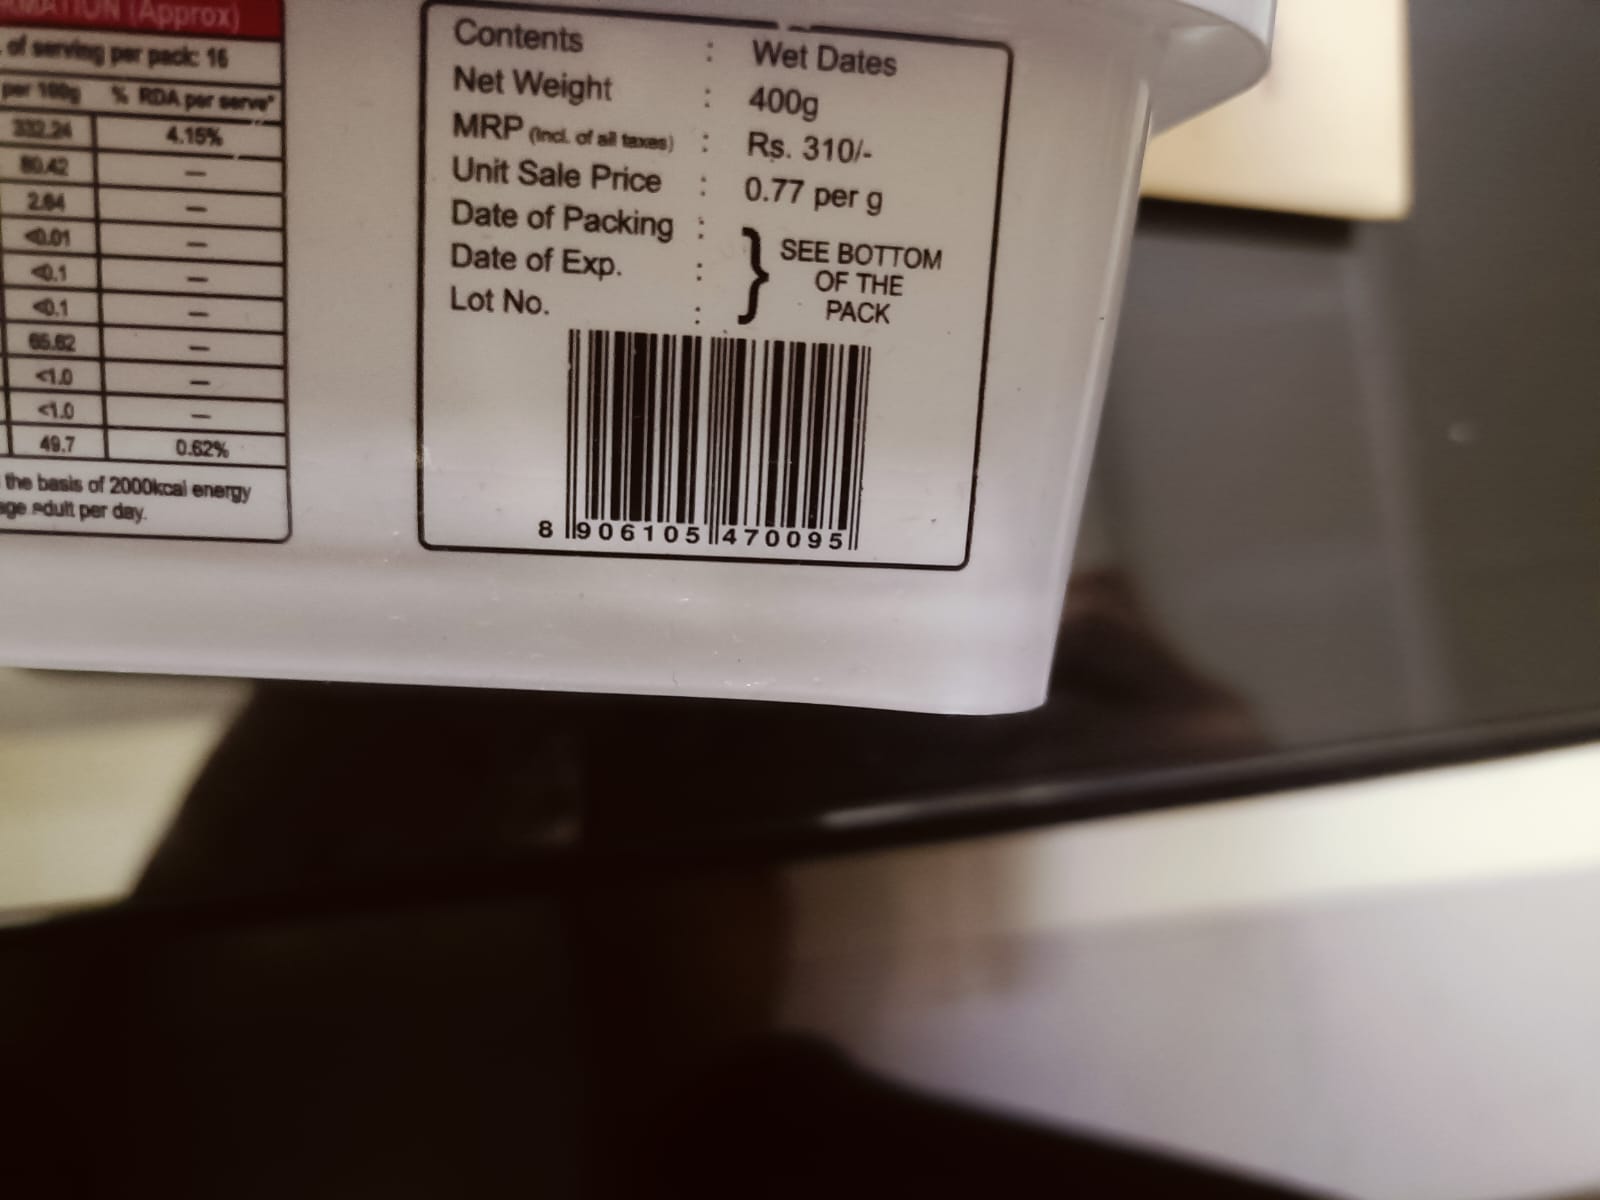 RMATION (Approx)
of serving per pack: 16
per 100g % RDA per serve*
332.24 4.15%
80.42 —
2.64 —
<0.01 —
<0.1 —
<0.1 —
65.62 —
<1.0 —
<1.0 —
49.7 0.62%
the basis of 2000kcal energy
age adult per day.
Contents : Wet Dates
Net Weight : 400g
MRP (Incl. of all taxes) : Rs. 310/-
Unit Sale Price : 0.77 per g
Date of Packing :
Date of Exp. :
Lot No. :
} SEE BOTTOM
OF THE
PACK
8 906105 470095